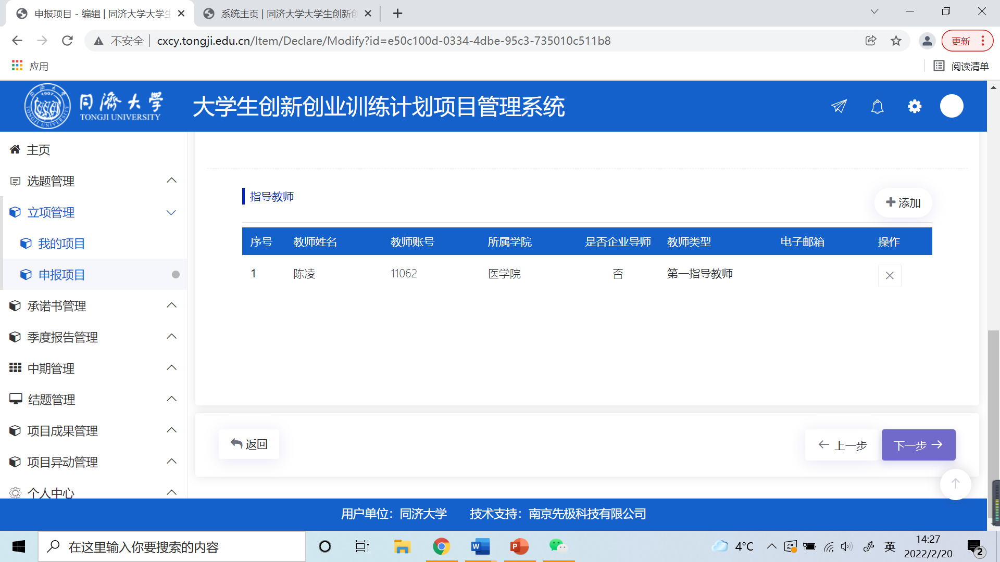 申报项目 - 编辑 | 同济大学大学生
系统主页 | 同济大学大学生创新创
不安全 | cxcy.tongji.edu.cn/Item/Declare/Modify?id=e50c100d-0334-4dbe-95c3-735010c511b8
更新
应用
阅读清单
1907
TONGJI UNIVERSITY
同濟大學
TONGJI UNIVERSITY
大学生创新创业训练计划项目管理系统
主页
选题管理
立项管理
我的项目
申报项目
承诺书管理
季度报告管理
中期管理
结题管理
项目成果管理
项目异动管理
个人中心
指导教师
添加
序号 教师姓名 教师账号 所属学院 是否企业导师 教师类型 电子邮箱 操作
1 陈凌 11062 医学院 否 第一指导教师
返回
上一步
下一步
用户单位：同济大学 技术支持：南京先极科技有限公司
在这里输入你要搜索的内容
W
P
4°C
英
14:27
2022/2/20
2